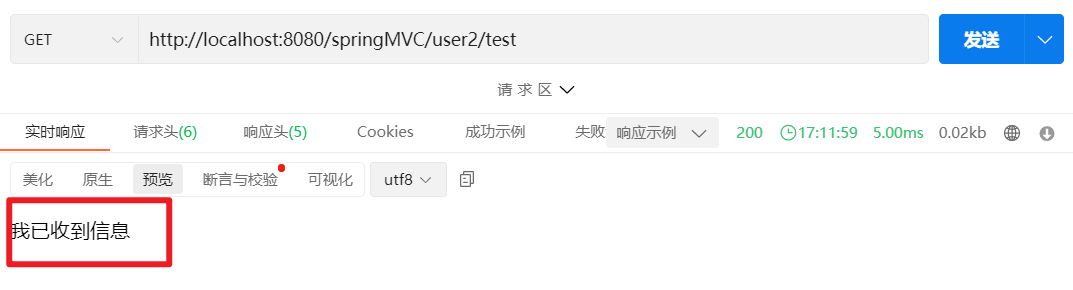 GET http://localhost:8080/springMVC/user2/test 发送
请求区
实时响应 请求头(6) 响应头(5) Cookies 成功示例 失败 响应示例 200 17:11:59 5.00ms 0.02kb
美化 原生 预览 断言与校验 可视化 utf8
我已收到信息